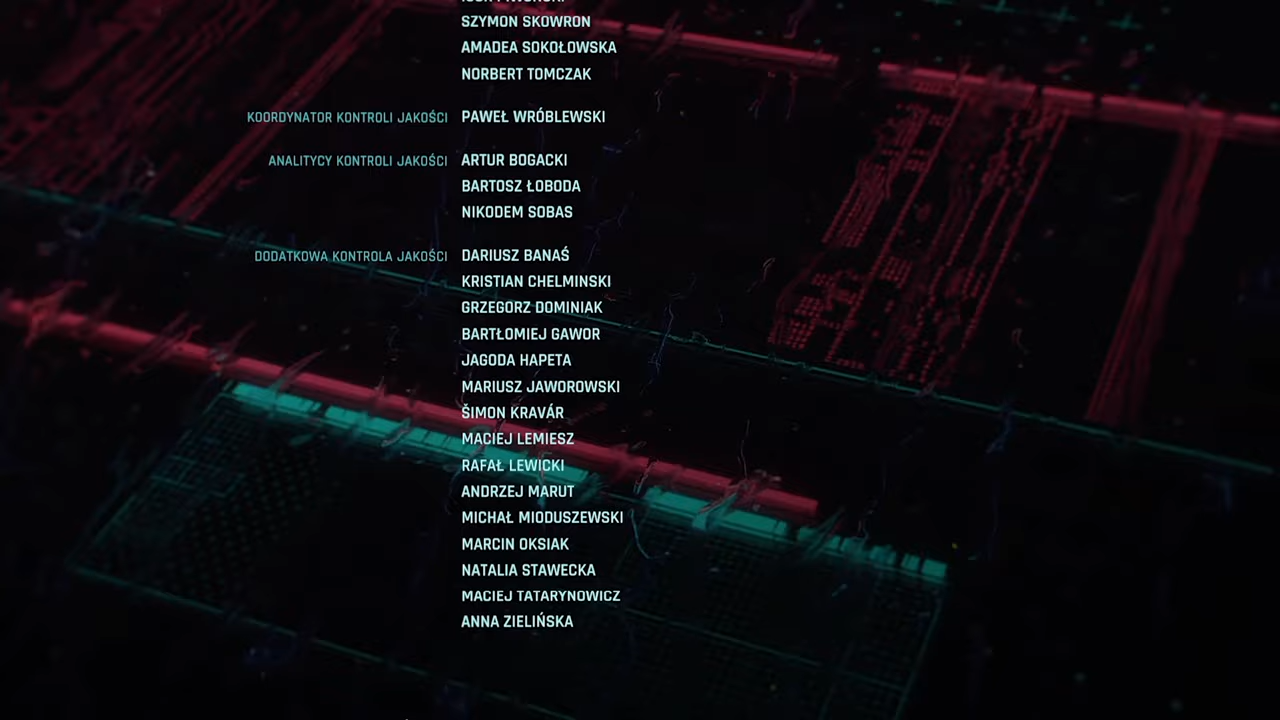 SZYMON SKOWRON
AMADEA SOKOŁOWSKA
NORBERT TOMCZAK
KOORDYNATOR KONTROLI JAKOŚCI PAWEŁ WRÓBLEWSKI
ANALITYCY KONTROLI JAKOŚCI ARTUR BOGACKI
BARTOSZ ŁOBODA
NIKODEM SOBAS
DODATKOWA KONTROLA JAKOŚCI DARIUSZ BANAŚ
KRISTIAN CHELMINSKI
GRZEGORZ DOMINIAK
BARTŁOMIEJ GAWOR
JAGODA HAPETA
MARIUSZ JAWOROWSKI
ŠIMON KRAVÁR
MACIEJ LEMIESZ
RAFAŁ LEWICKI
ANDRZEJ MARUT
MICHAŁ MIODUSZEWSKI
MARCIN OKSIAK
NATALIA STAWECKA
MACIEJ TATARYNOWICZ
ANNA ZIELIŃSKA